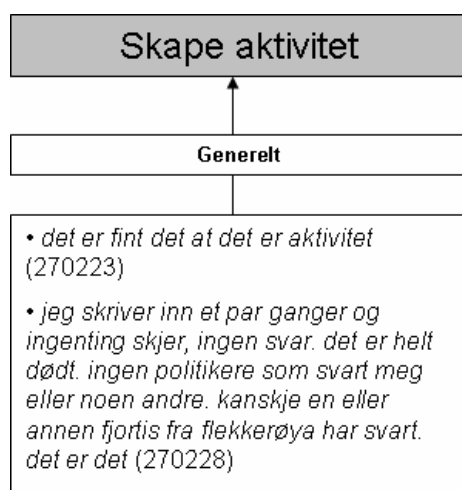 Skape aktivitet
Generelt
• det er fint det at det er aktivitet
(270223)
• jeg skriver inn et par ganger og
ingenting skjer, ingen svar. det er helt
dødt. ingen politikere som svart meg
eller noen andre. kanskje en eller
annen fjortis fra flekkerøya har svart.
det er det (270228)